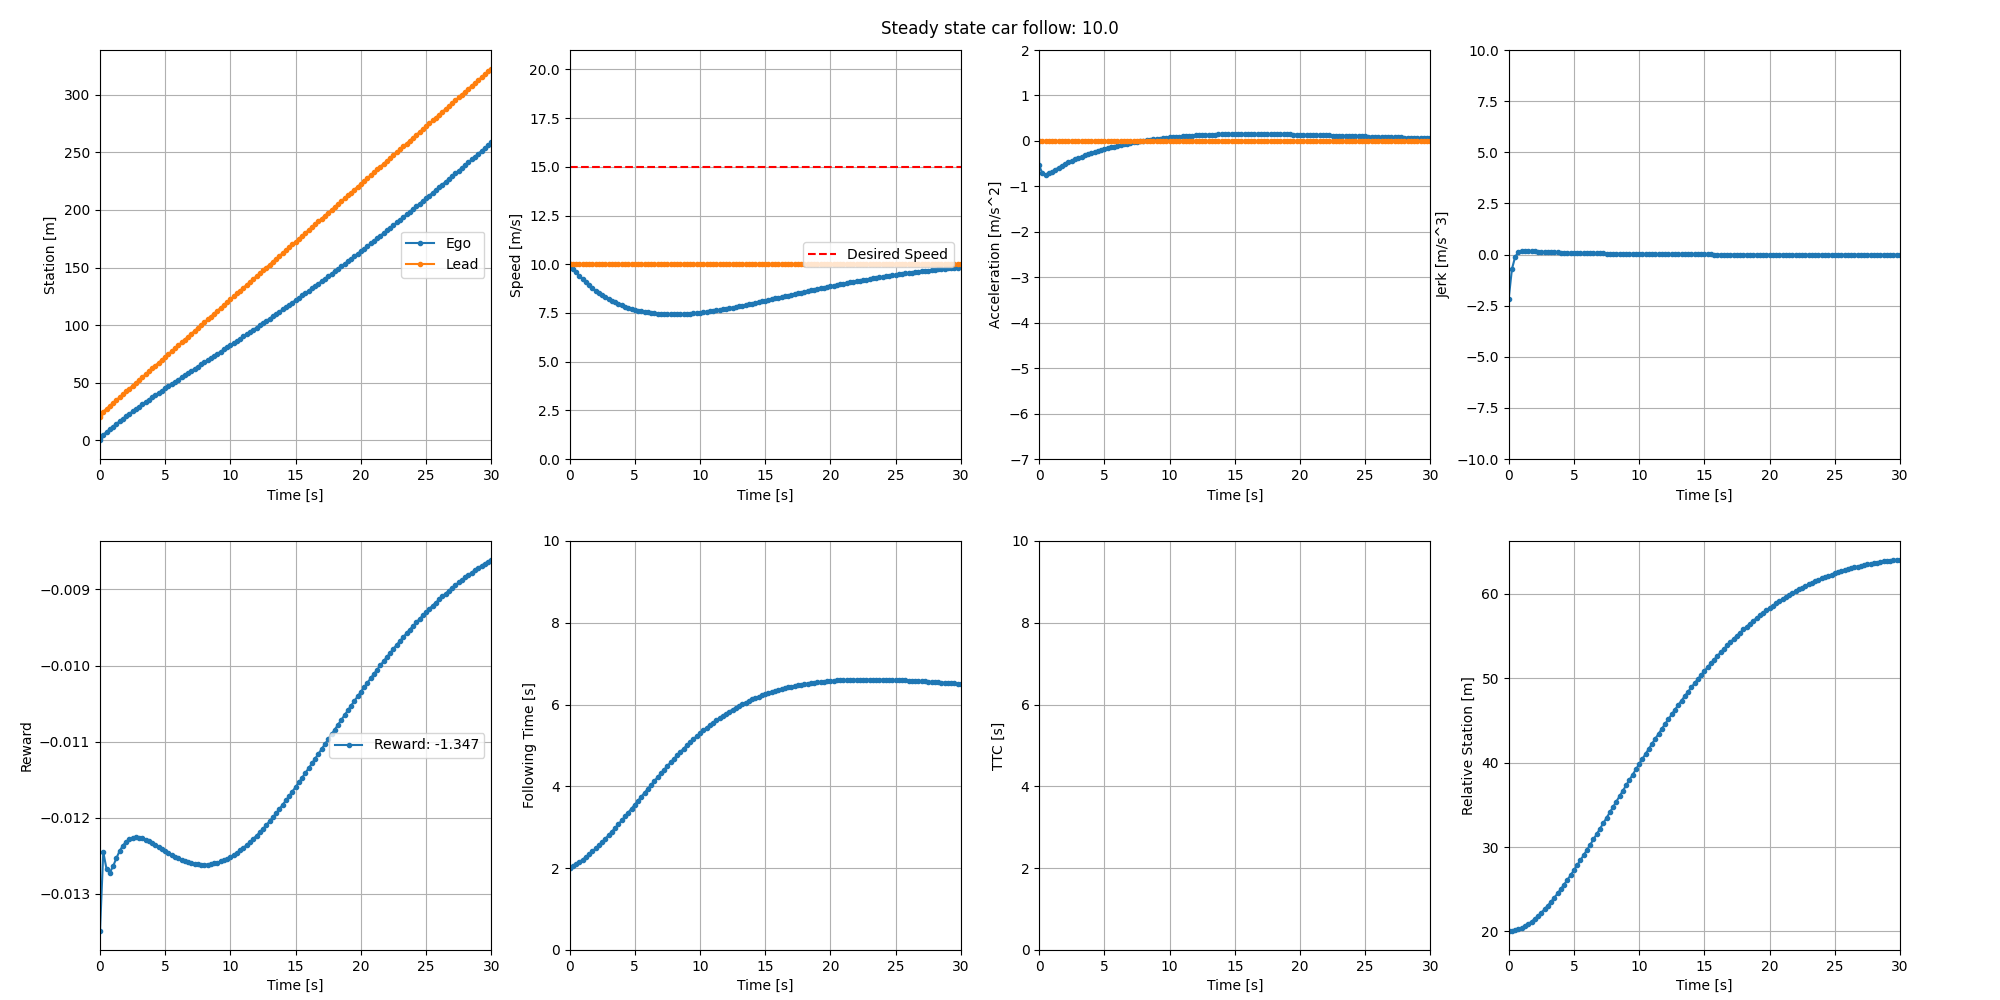 Steady state car follow: 10.0
Station [m]
300
250
200
150
100
50
0
Ego
Lead
0 5 10 15 20 25 30
Time [s]
Speed [m/s]
20.0
17.5
15.0
12.5
10.0
7.5
5.0
2.5
0.0
Desired Speed
0 5 10 15 20 25 30
Time [s]
Acceleration [m/s^2]
2
1
0
−1
−2
−3
−4
−5
−6
−7
0 5 10 15 20 25 30
Time [s]
Jerk [m/s^3]
10.0
7.5
5.0
2.5
0.0
−2.5
−5.0
−7.5
−10.0
0 5 10 15 20 25 30
Time [s]
Reward
−0.009
−0.010
−0.011
−0.012
−0.013
Reward: -1.347
0 5 10 15 20 25 30
Time [s]
Following Time [s]
10
8
6
4
2
0
0 5 10 15 20 25 30
Time [s]
TTC [s]
10
8
6
4
2
0
0 5 10 15 20 25 30
Time [s]
Relative Station [m]
60
50
40
30
20
0 5 10 15 20 25 30
Time [s]